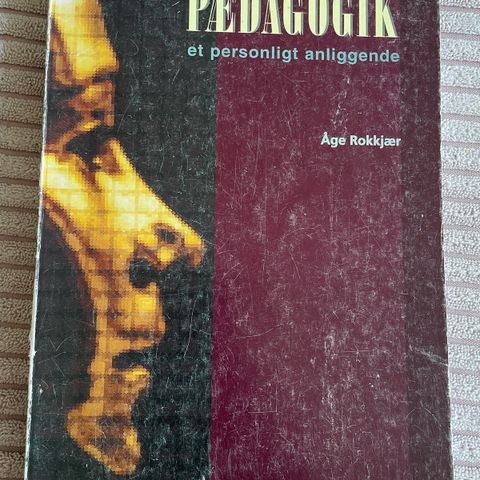 PÆDAGOGIK
et personligt anliggende
Åge Rokkjær